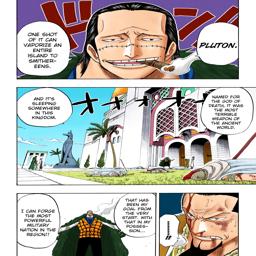 ONE SHOT
OF IT CAN
VAPORIZE AN
ENTIRE
ISLAND TO
SMITHER-
EENS.
PLUTON.
AND IT'S
SLEEPING
SOMEWHERE
IN THIS
KINGDOM.
NAMED FOR
THE GOD OF
DEATH, IT WAS
THE MOST
TERRIBLE
WEAPON OF
THE ANCIENT
WORLD.
I CAN FORGE
THE MOST
POWERFUL
MILITARY
NATION IN
THE REGION!!
THAT HAS BEEN
MY GOAL FROM
THE VERY
START. WITH
THAT IN MY
POSSES-
SION...